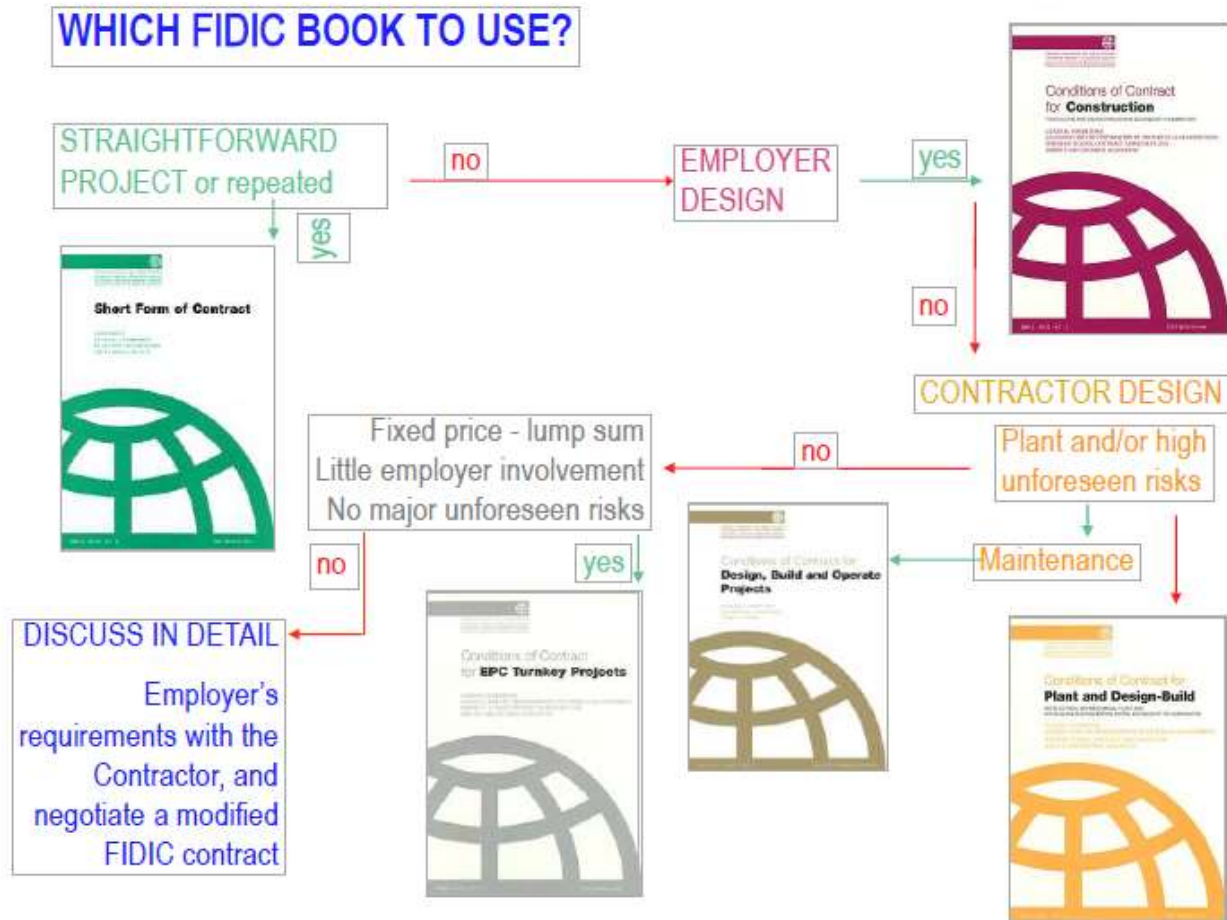 WHICH FIDIC BOOK TO USE?
STRAIGHTFORWARD
PROJECT or repeated
no
EMPLOYER
DESIGN
yes
Conditions of Contract
for Construction
yes
Short Form of Contract
no
CONTRACTOR DESIGN
Plant and/or high
unforeseen risks
no
Fixed price - lump sum
Little employer involvement
No major unforeseen risks
Maintenance
Conditions of Contract for
Design, Build and Operate
Projects
no
yes
DISCUSS IN DETAIL
Employer's
requirements with the
Contractor, and
negotiate a modified
FIDIC contract
Conditions of Contract
for EPC Turnkey Projects
Conditions of Contract for
Plant and Design-Build